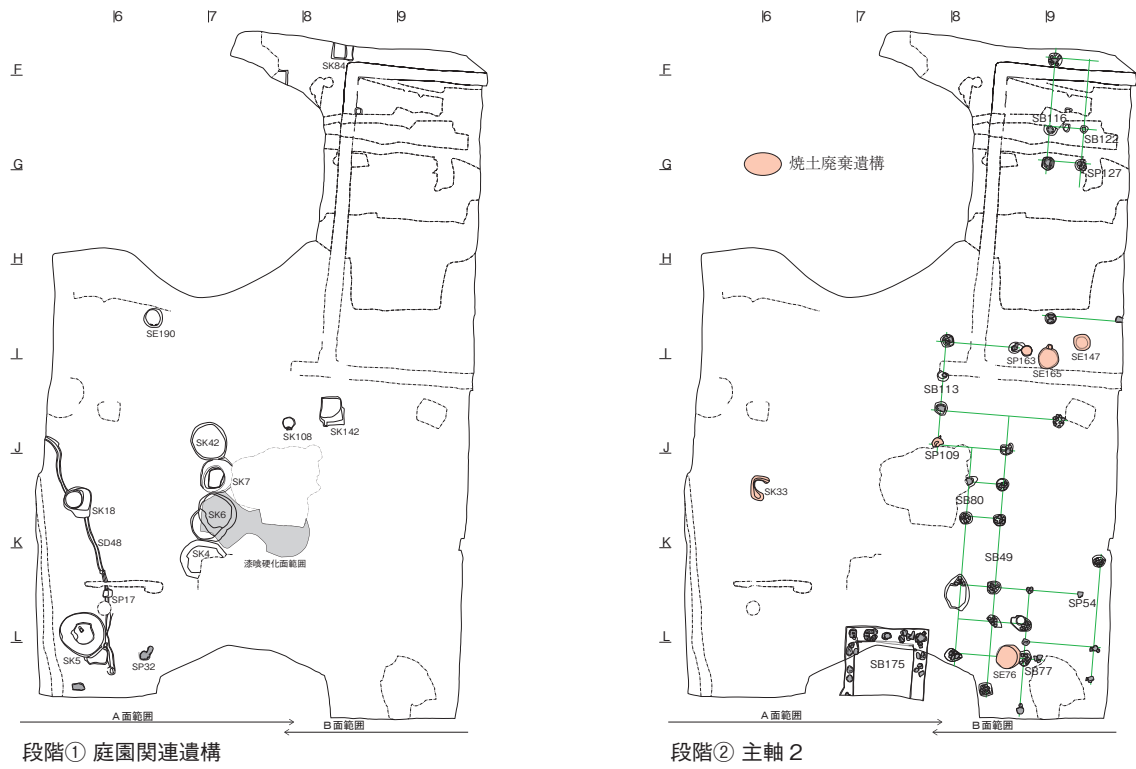 6 7 8 9
F
G
H
I
J
K
L
SK84
SE190
SK108
SK142
SK42
SK7
SK6
SK4
漆喰硬化面範囲
SK18
SD48
SP17
SK5
SP32
A面範囲
B面範囲
段階① 庭園関連遺構
6 7 8 9
F
G
H
I
J
K
L
SB116
SB122
SP127
焼土廃棄遺構
SP163
SE147
SE165
SB113
SP109
SK33
SB80
SB49
SP54
SB175
SE76
SB77
A面範囲
B面範囲
段階② 主軸2